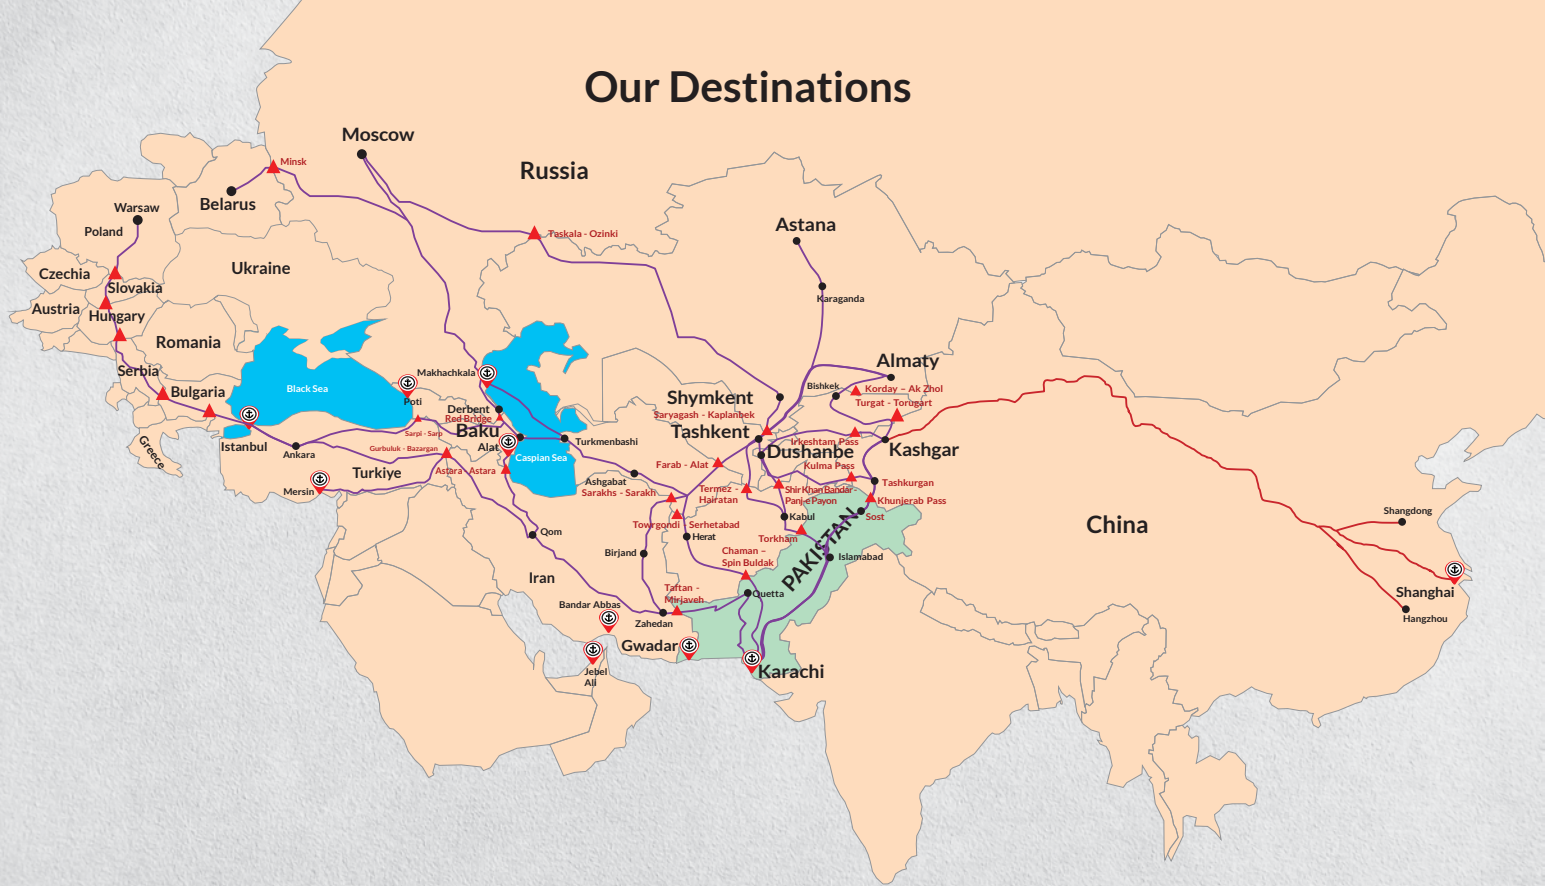 Our Destinations
Moscow
Russia
Minsk
Belarus
Warsaw
Poland
Taskala - Ozinki
Astana
Ukraine
Czechia
Slovakia
Karaganda
Austria
Hungary
Romania
Almaty
Serbia
Makhachkala
Bishkek
Korday – Ak Zhol
Black Sea
Bulgaria
Poti
Shymkent
Turgat - Torugart
Derbent
Red Bridge
Saryagash - Kaplanbek
Sarpi - Sarp
Baku
Tashkent
Istanbul
Ankara
Gurbuluk - Bazargan
Alat
Turkmenbashi
Irkeshtam Pass
Dushanbe
Kashgar
Greece
Caspian Sea
Turkiye
Astara - Astara
Farab - Alat
Kulma Pass
Mersin
Ashgabat
Sarakhs - Sarakh
Termez -
Hairatan
Shir Khan Bandar -
Panj-e Payon
Tashkurgan
Khunjerab Pass
Shangdong
Kabul
Sost
Towrgondi - Serhetabad
Herat
Torkham
China
Qom
PAKISTAN
Birjand
Chaman –
Spin Buldak
Islamabad
Iran
Taftan -
Mirjaveh
Quetta
Shanghai
Bandar Abbas
Zahedan
Hangzhou
Gwadar
Jebel
Ali
Karachi